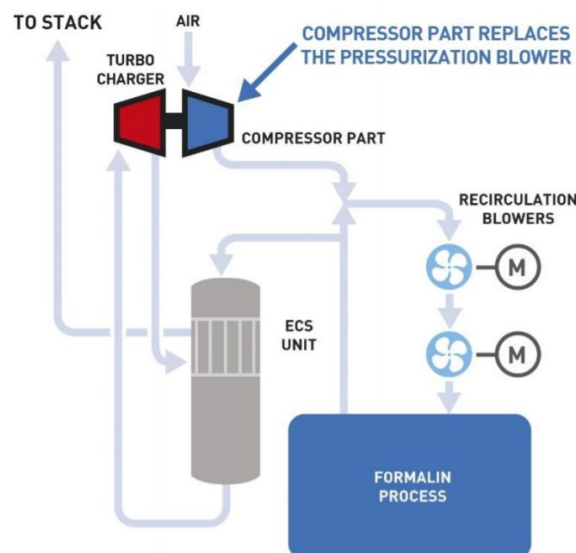 TO STACK
AIR
COMPRESSOR PART REPLACES
THE PRESSURIZATION BLOWER
TURBO
CHARGER
COMPRESSOR PART
RECIRCULATION
BLOWERS
M
M
ECS
UNIT
FORMALIN
PROCESS